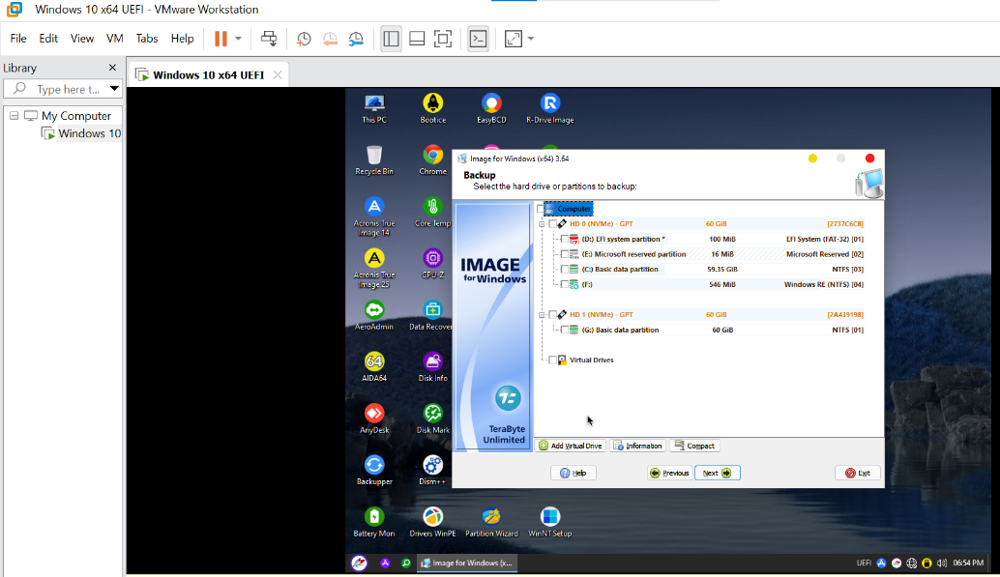 Windows 10 x64 UEFI - VMware Workstation
File Edit View VM Tabs Help
Library
Type here t...
My Computer
Windows 10
Windows 10 x64 UEFI
This PC
Bootice
EasyBCD
R-Drive Image
Recycle Bin
Chrome
Acronis True Image 14
Core Temp
Acronis True Image 25
CPU-Z
AeroAdmin
Data Recover
64
AIDA64
Disk Info
AnyDesk
Disk Mark
Backupper
Dism++
Battery Mon
Drivers WinPE
Partition Wizard
WinNT Setup
Image for Windows (x64) 3.64
Backup
Select the hard drive or partitions to backup:
IMAGE
for Windows
TeraByte
Unlimited
Computer
HD 0 (NVMe) - GPT 60 GiB [2737C6C8]
(D:) EFI system partition * 100 MiB EFI System (FAT-32) [01]
(E:) Microsoft reserved partition 16 MiB Microsoft Reserved [02]
(C:) Basic data partition 59.35 GiB NTFS [03]
(F:) 546 MiB Windows RE (NTFS) [04]
HD 1 (NVMe) - GPT 60 GiB [2A439198]
(G:) Basic data partition 60 GiB NTFS [01]
Virtual Drives
Add Virtual Drive Information Compact
Help Previous Next Exit
Image for Windows (x...
UEFI 06:54 PM